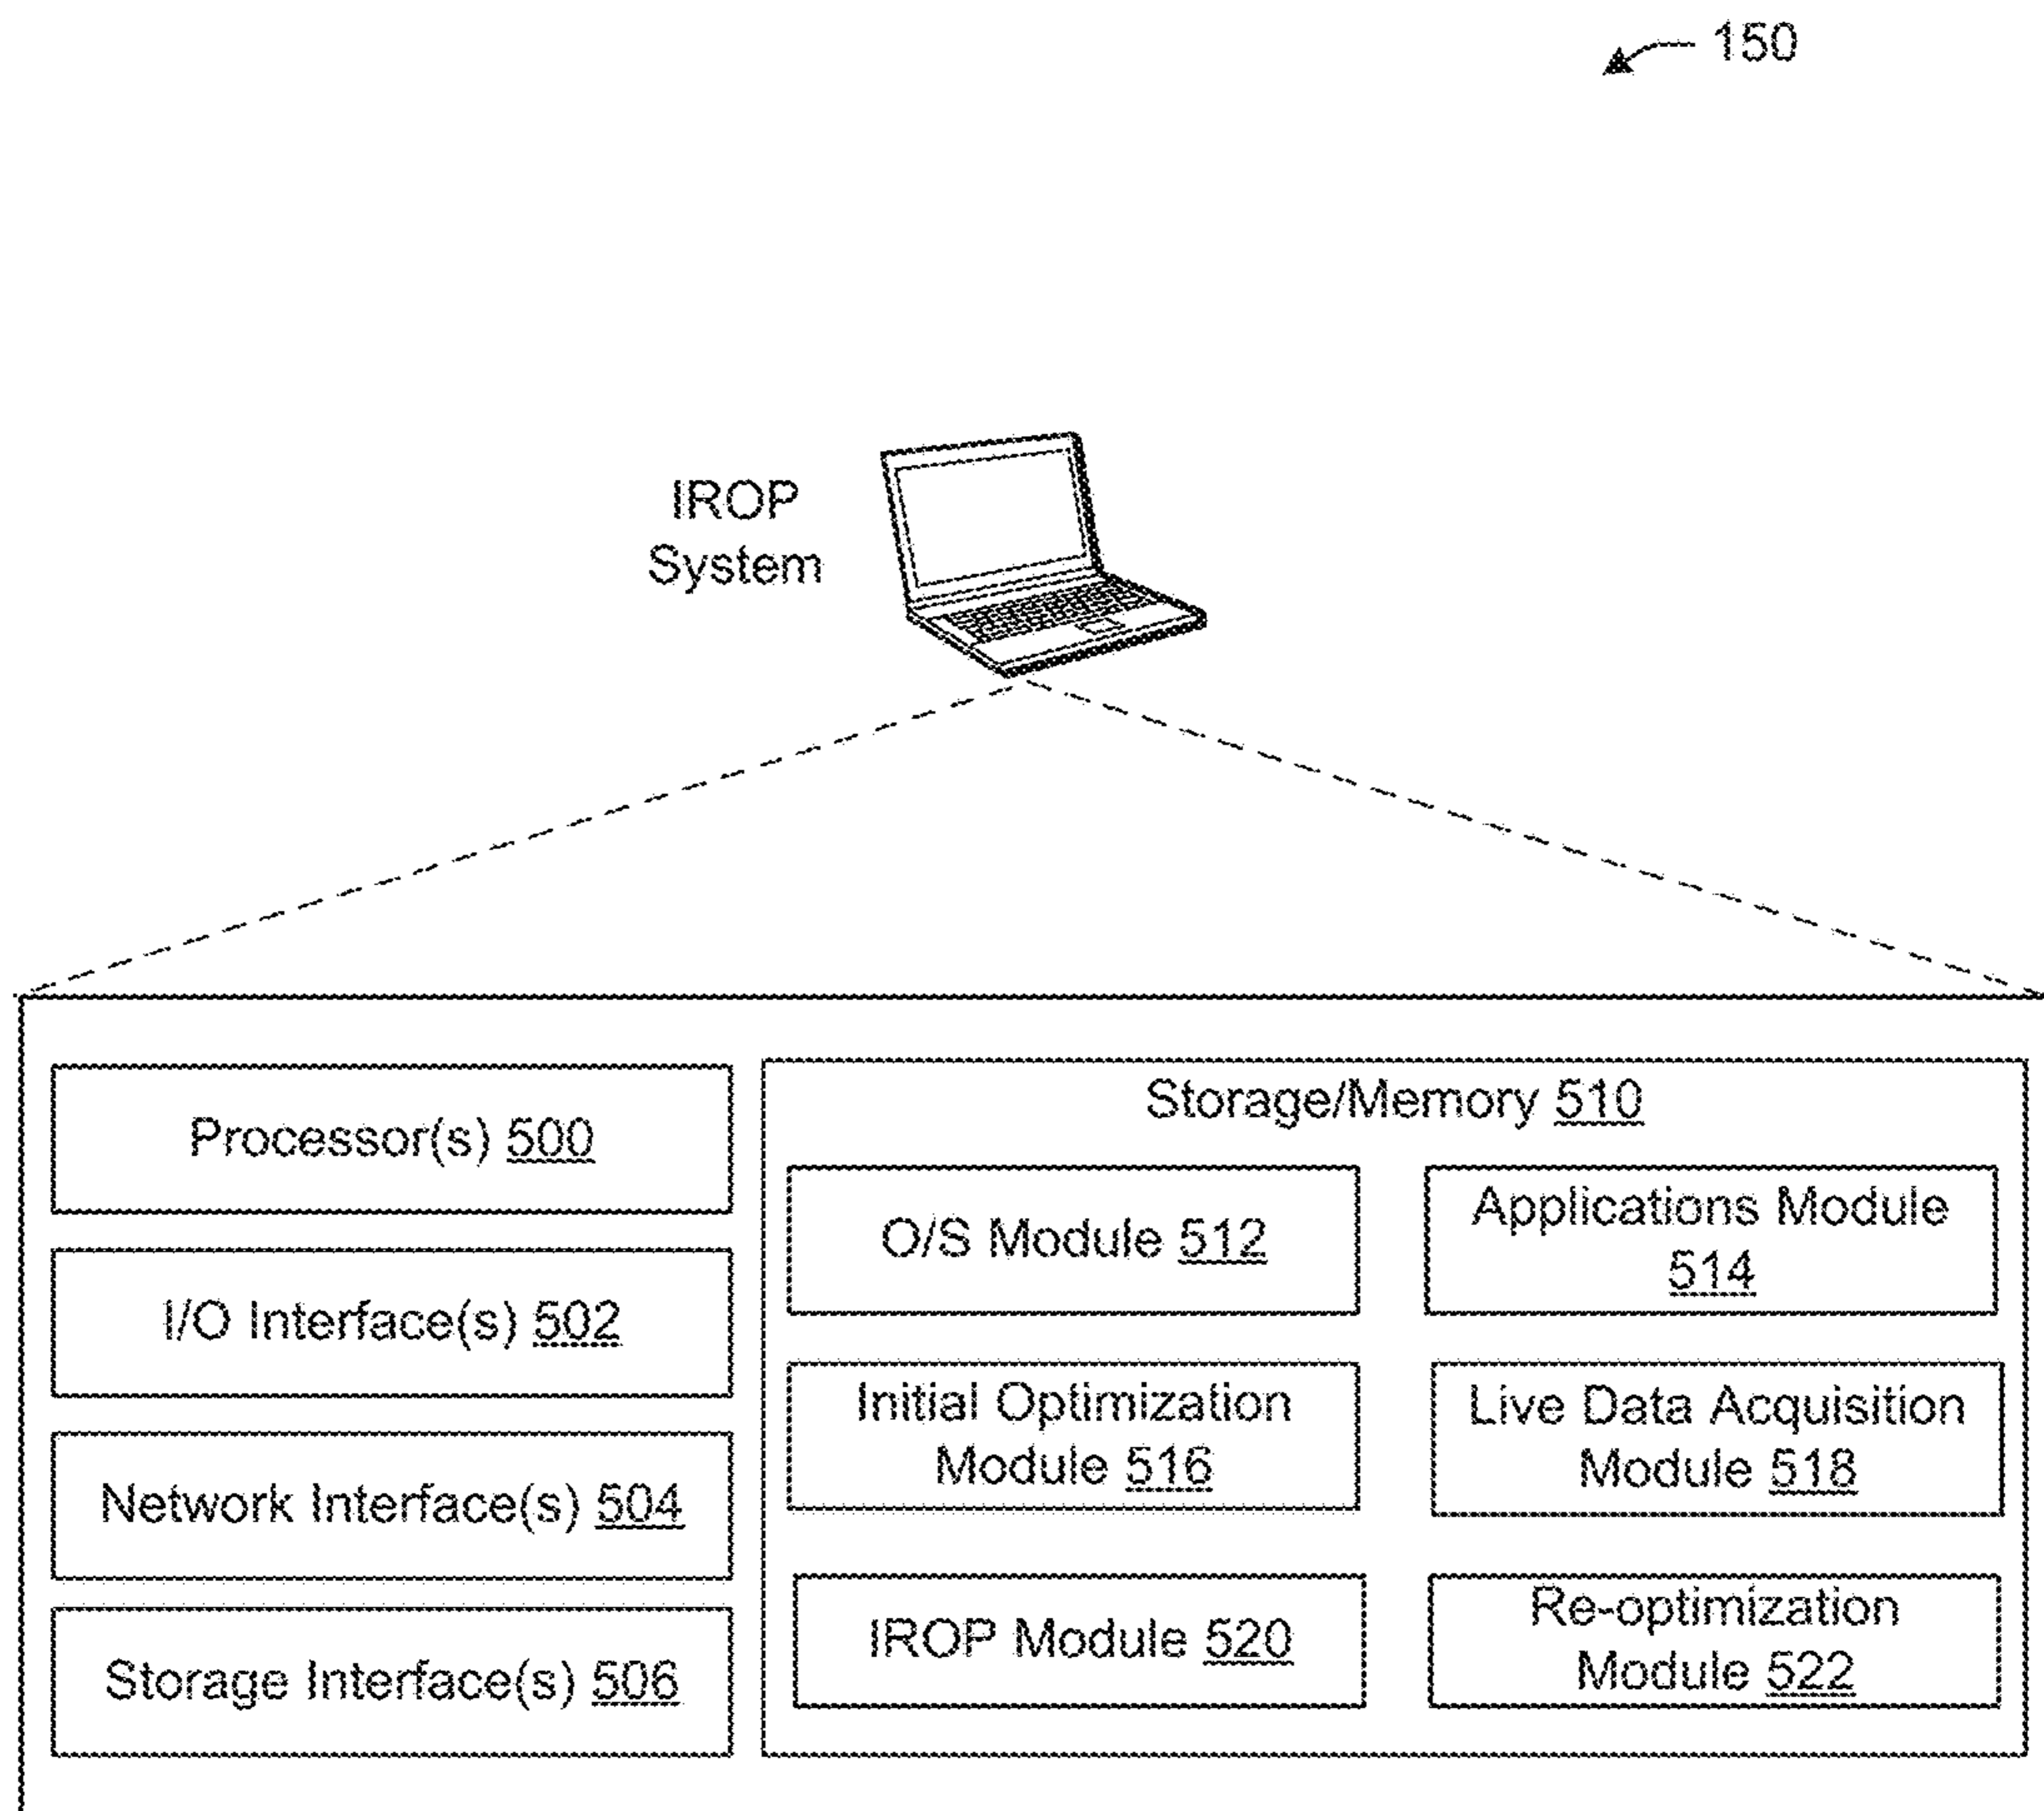 150
IROP
System
Processor(s) 500
I/O Interface(s) 502
Network Interface(s) 504
Storage Interface(s) 506
Storage/Memory 510
O/S Module 512
Applications Module
514
Initial Optimization
Module 516
Live Data Acquisition
Module 518
IROP Module 520
Re-optimization
Module 522